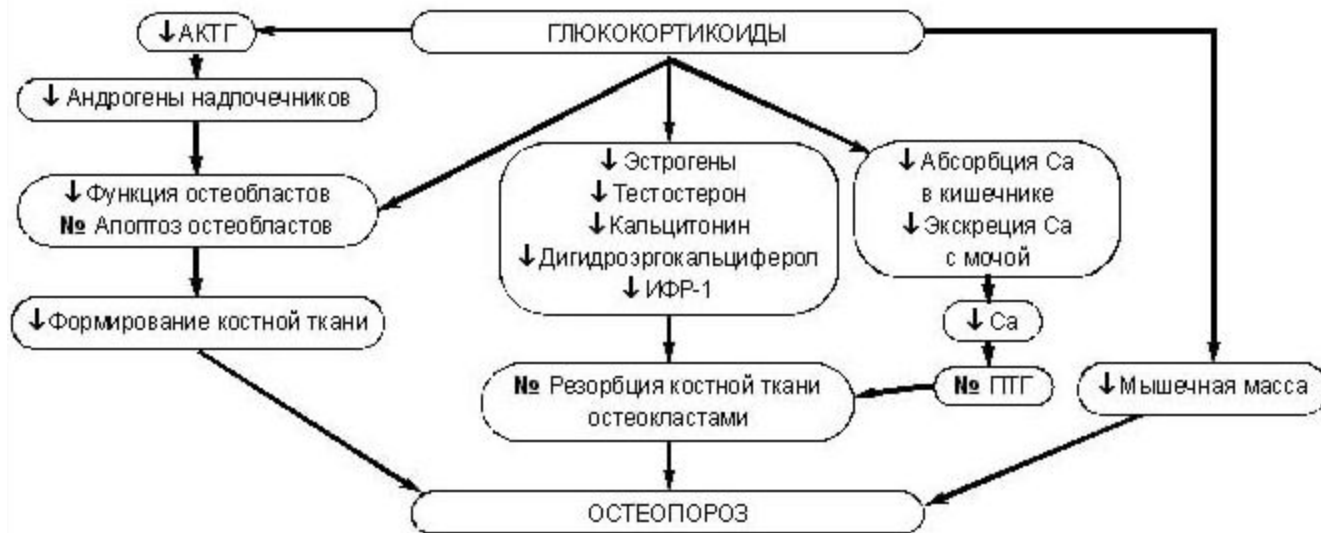 ↓АКТГ
ГЛЮКОКОРТИКОИДЫ
↓ Андрогены надпочечников
↓ Функция остеобластов
№ Апоптоз остеобластов
↓ Эстрогены
↓ Тестостерон
↓ Кальцитонин
↓ Дигидроэргокальциферол
↓ ИФР-1
↓ Абсорбция Са
в кишечнике
↓ Экскреция Са
с мочой
↓ Формирование костной ткани
↓ Са
№ Резорбция костной ткани
остеокластами
№ ПТГ
↓ Мышечная масса
ОСТЕОПОРОЗ